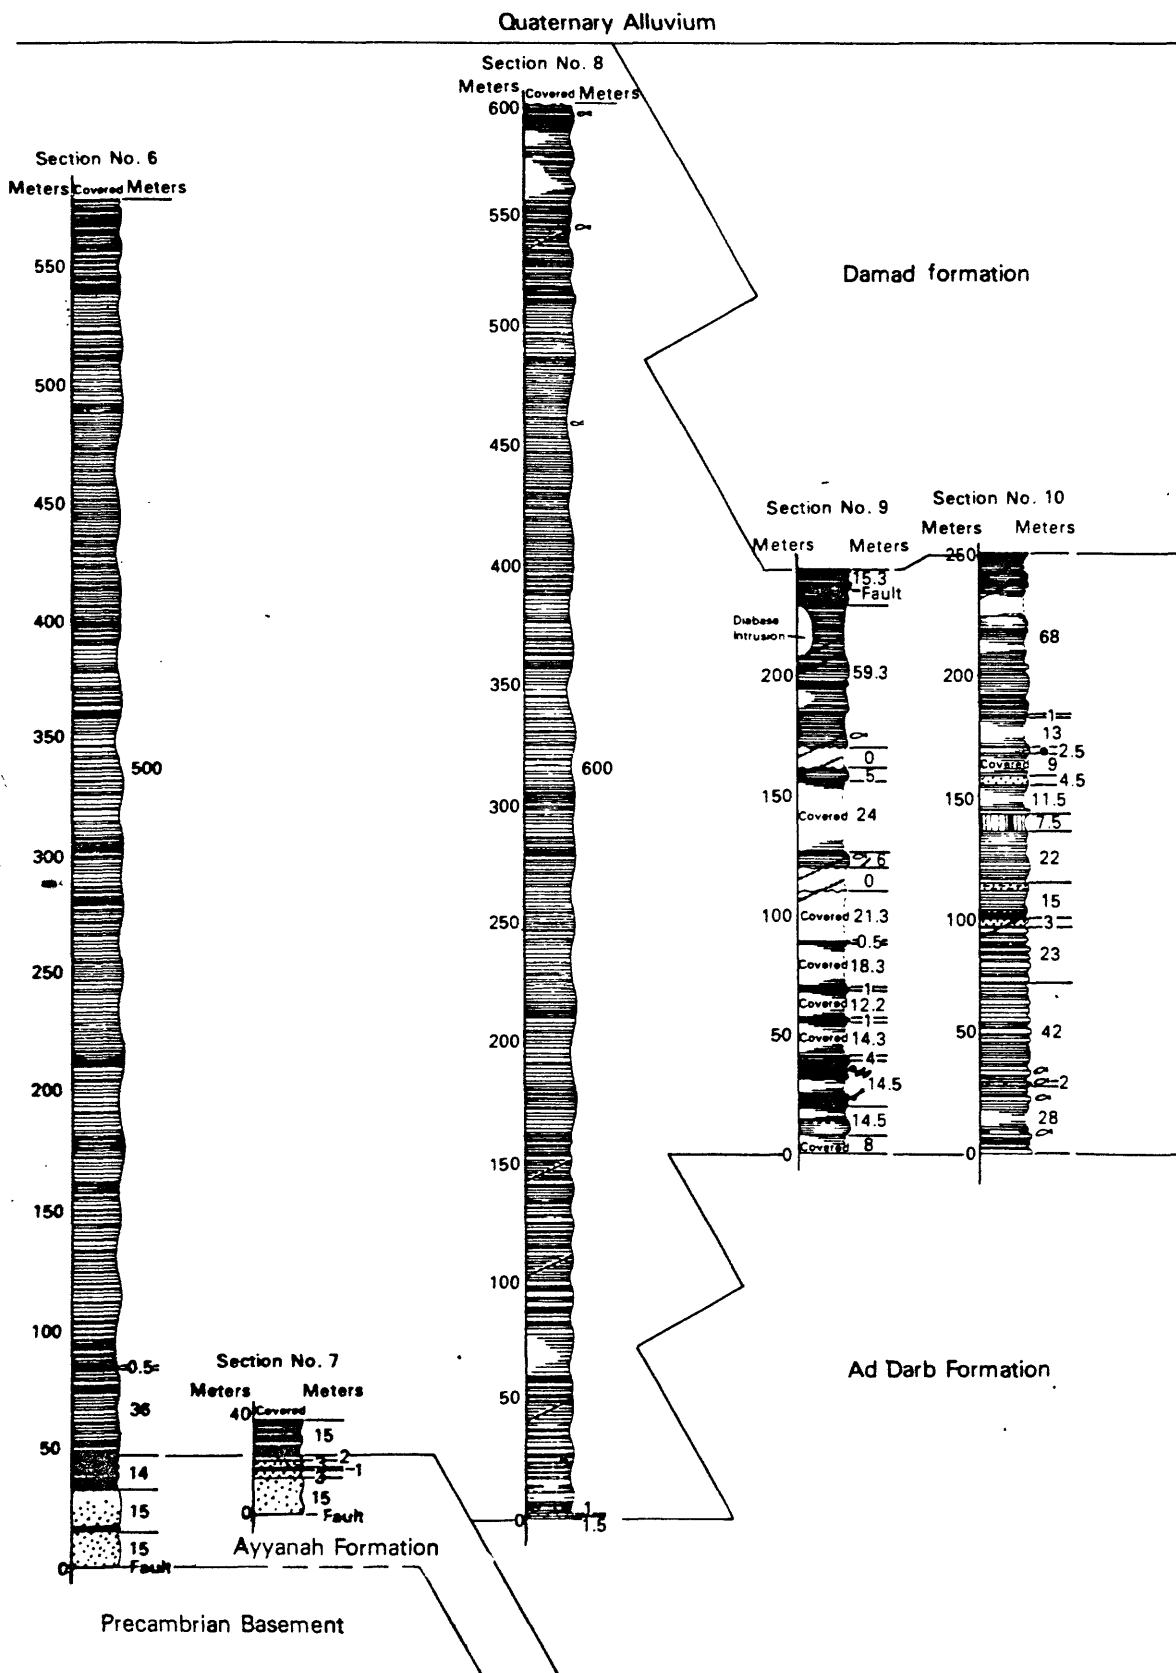 Quaternary Alluvium
Section No. 8
Meters Covered Meters
600
550
500
450
400
350
300
250
200
150
100
50
0
600
1
1.5
Section No. 6
Meters Covered Meters
550
500
450
400
350
300
250
200
150
100
50
0
500
0.5
36
14
15
15
Fault
Section No. 7
Meters Meters
40 Covered
15
2
3
1
3
15
0 Fault
Damad formation
Section No. 9
Meters Meters
15.3
Fault
Diabase
Intrusion
200 59.3
0
5
150
Covered 24
6
0
100 Covered 21.3
0.5
Covered 18.3
1
Covered 12.2
1
50 Covered 14.3
4
14.5
14.5
0 Covered 8
Section No. 10
Meters Meters
250
68
200
1
13
2.5
Covered 9
4.5
150 11.5
7.5
22
15
100 3
23
50 42
2
28
0
Ad Darb Formation
Ayyanah Formation
Precambrian Basement